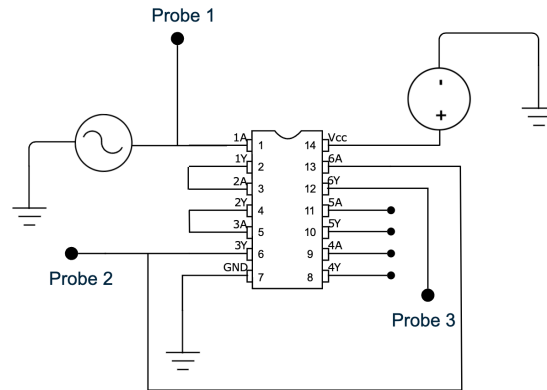 Probe 1
- 
+
1A 1 14 Vcc
1Y 2 13 6A
2A 3 12 6Y
2Y 4 11 5A
3A 5 10 5Y
3Y 6 9 4A
GND 7 8 4Y
Probe 2
Probe 3